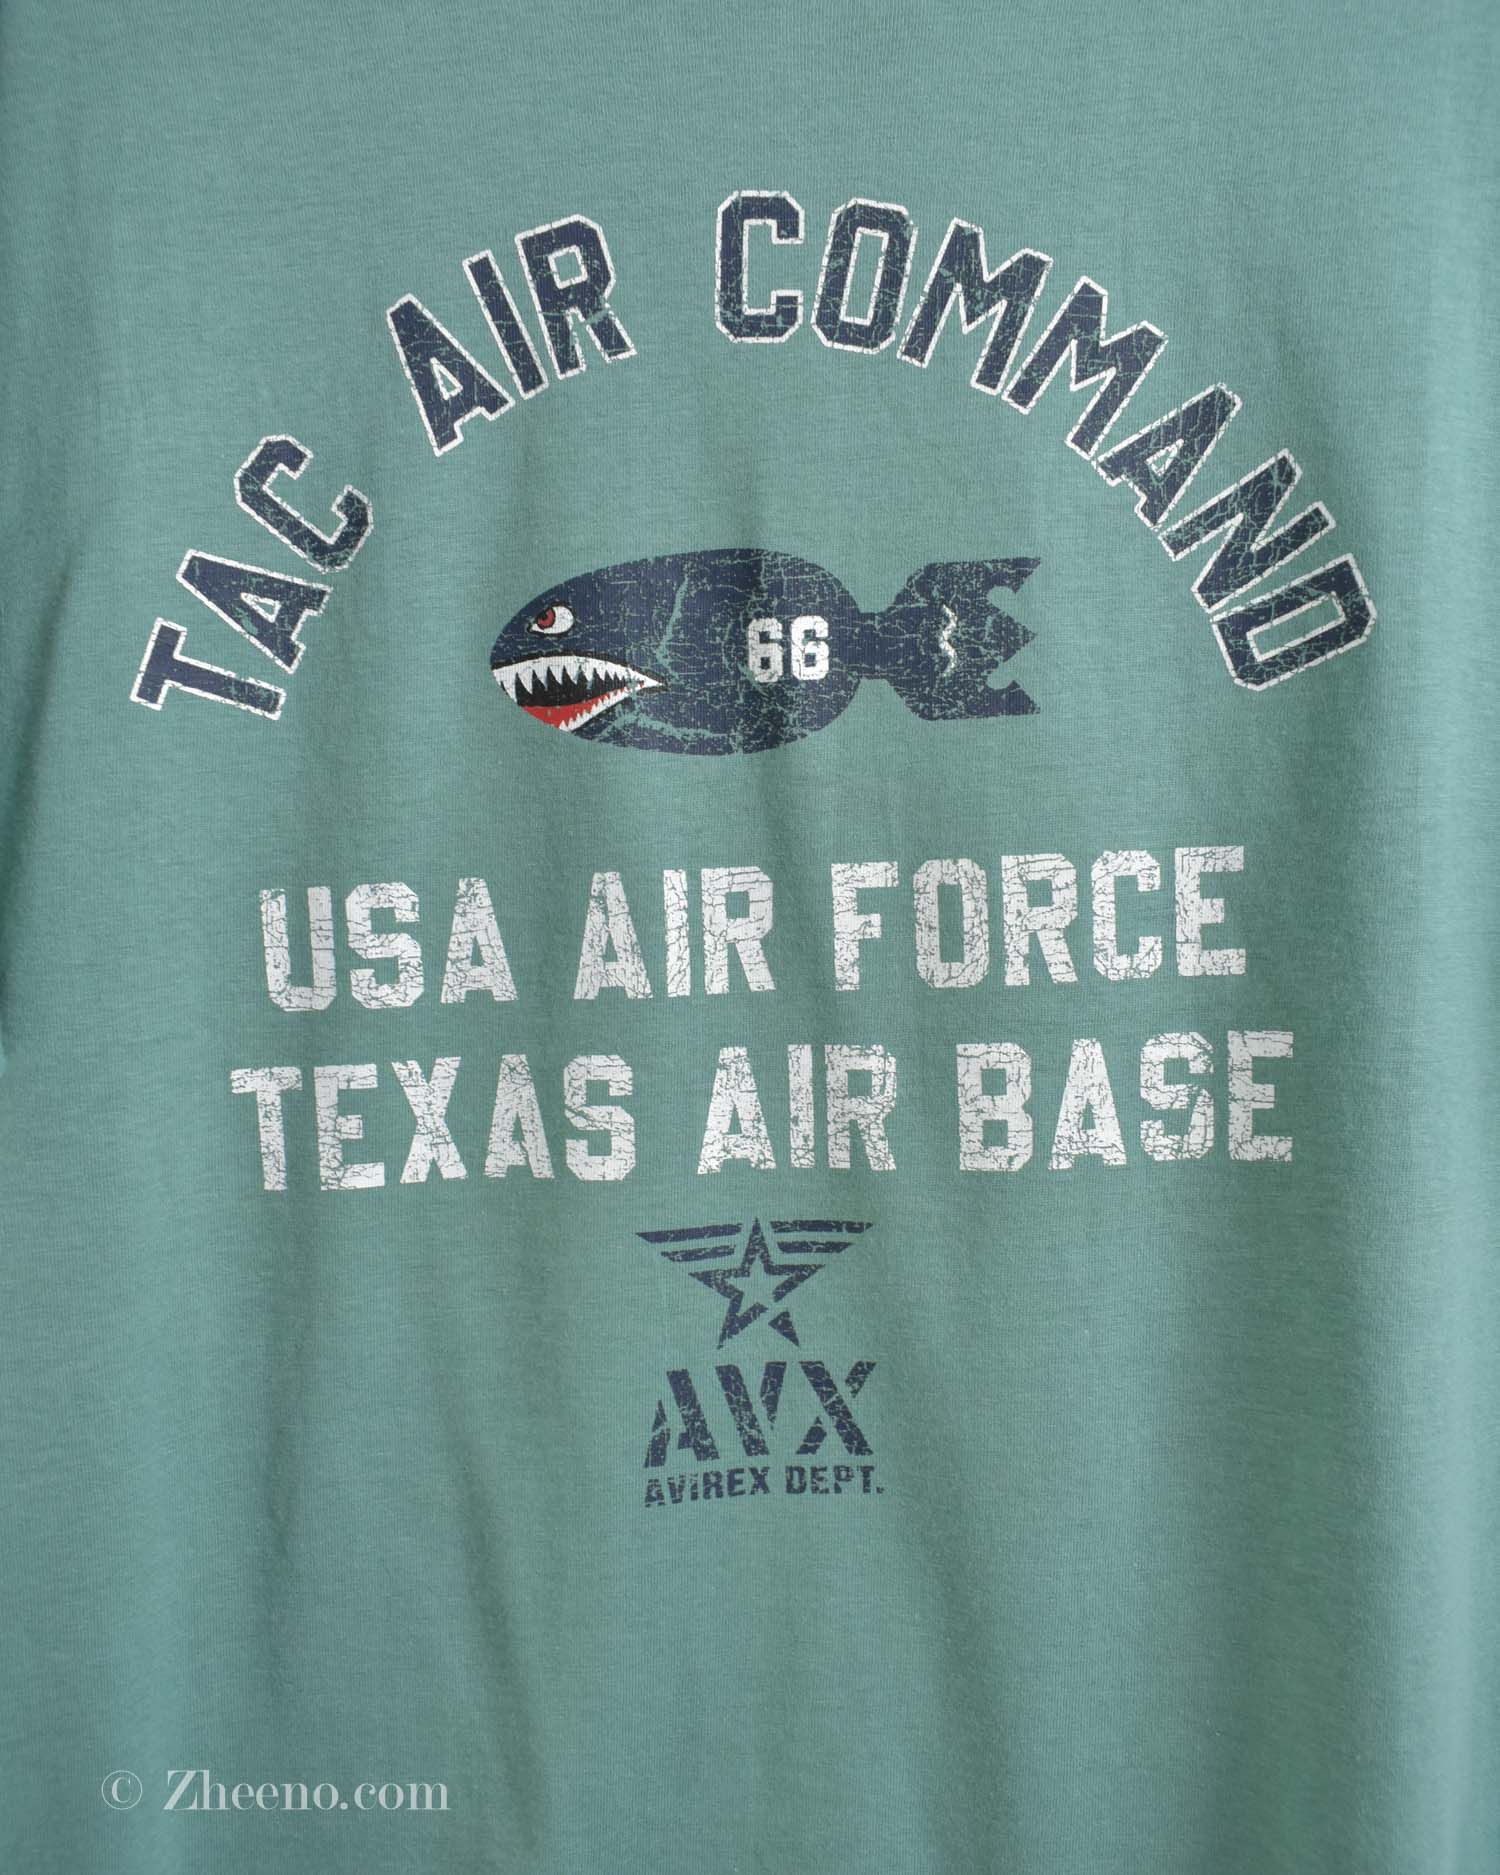 TAC AIR COMMAND
66
USA AIR FORCE
TEXAS AIR BASE
AVX
AVIREX DEPT.
© Zheeno.com